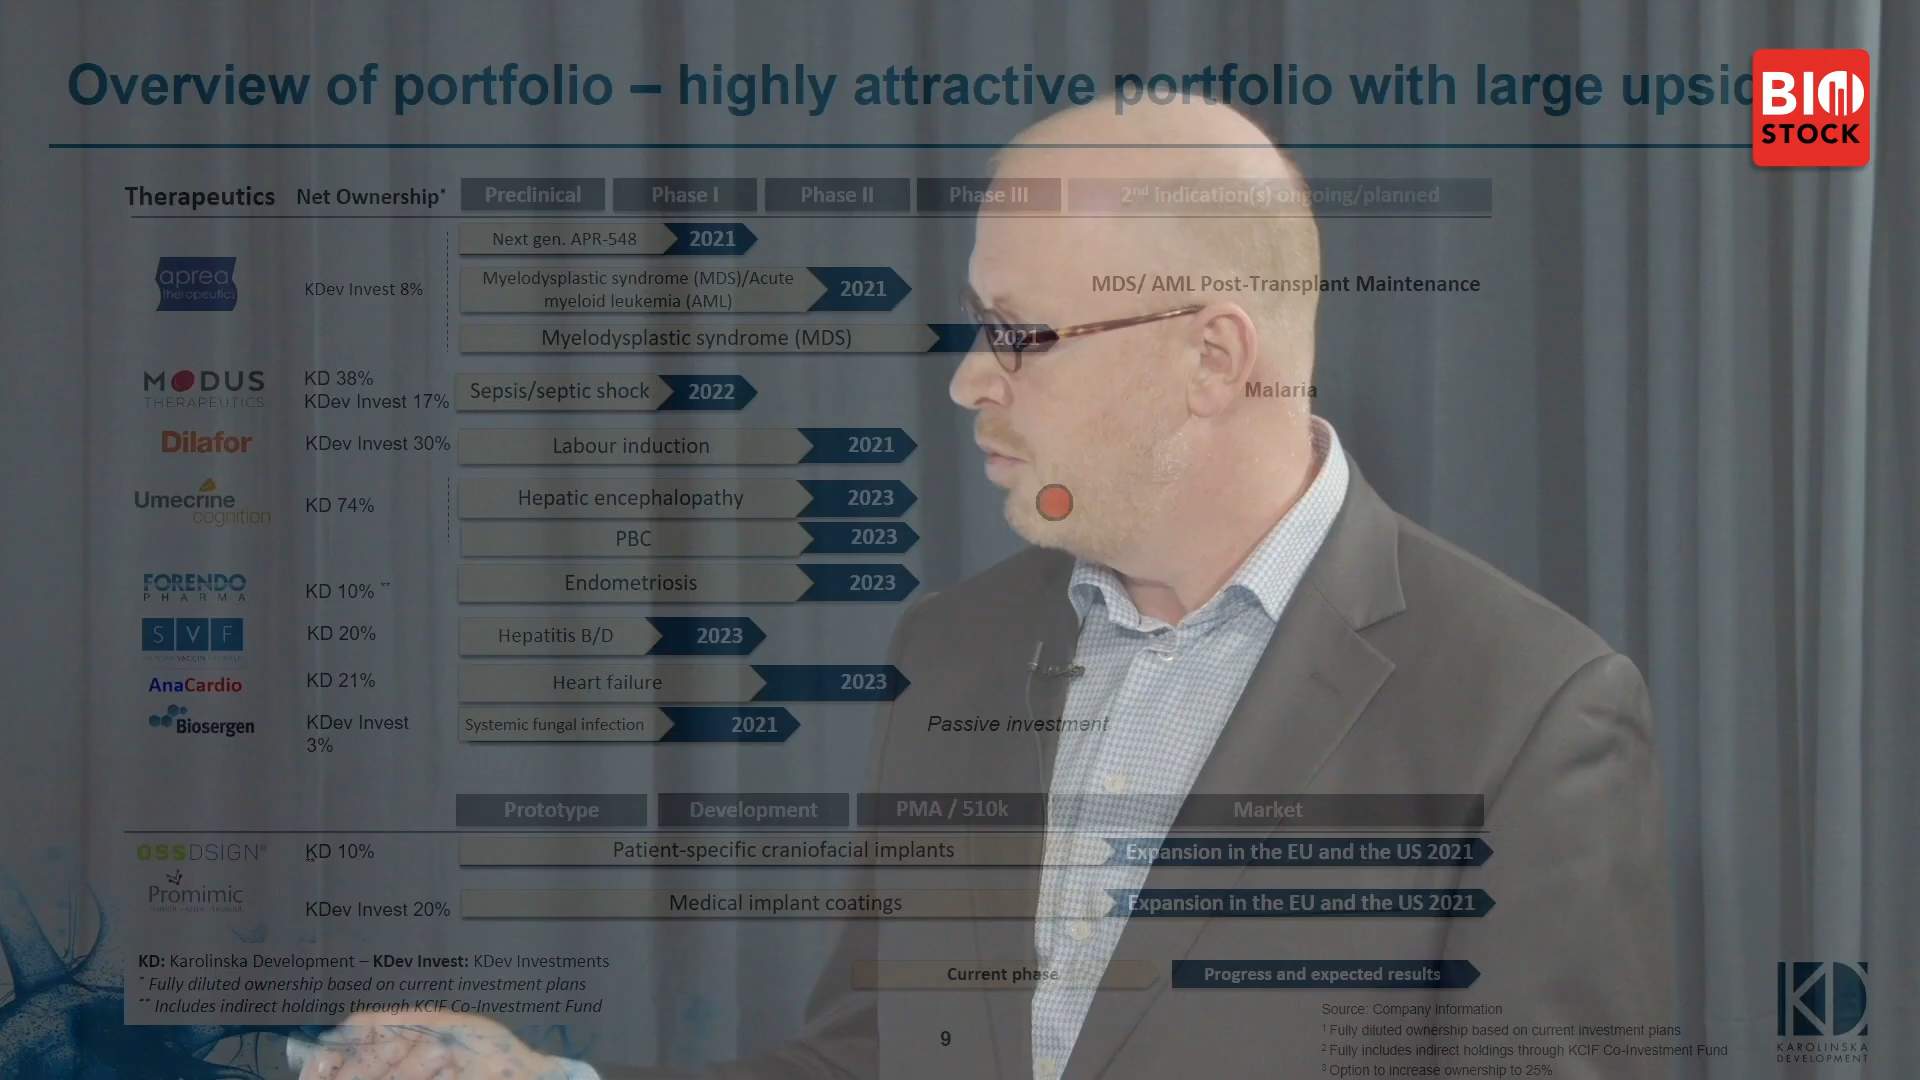 Overview of portfolio – highly attractive portfolio with large upsid
BIO
STOCK
Therapeutics Net Ownership* Preclinical Phase I Phase II Phase III 2nd indication(s) ongoing/planned
Next gen. APR-548 2021
aprea
therapeutics
KDev Invest 8%
Myelodysplastic syndrome (MDS)/Acute
myeloid leukemia (AML)
2021
MDS/ AML Post-Transplant Maintenance
Myelodysplastic syndrome (MDS) 2021
MODUS
THERAPEUTICS
KD 38%
KDev Invest 17%
Sepsis/septic shock 2022
Malaria
Dilafor KDev Invest 30% Labour induction 2021
Umecrine
cognition
KD 74%
Hepatic encephalopathy 2023
PBC 2023
FORENDO
PHARMA
KD 10% **
Endometriosis 2023
SVF
KD 20% Hepatitis B/D 2023
AnaCardio KD 21% Heart failure 2023
Biosergen
KDev Invest
3%
Systemic fungal infection 2021
Passive investment
Prototype Development PMA / 510k Market
OSSDSIGN® KD 10% Patient-specific craniofacial implants Expansion in the EU and the US 2021
Promimic
KDev Invest 20% Medical implant coatings Expansion in the EU and the US 2021
KD: Karolinska Development – KDev Invest: KDev Investments
* Fully diluted ownership based on current investment plans
** Includes indirect holdings through KCIF Co-Investment Fund
Current phase Progress and expected results
Source: Company information
1 Fully diluted ownership based on current investment plans
2 Fully includes indirect holdings through KCIF Co-Investment Fund
3 Option to increase ownership to 25%
9
KD
KAROLINSKA
DEVELOPMENT